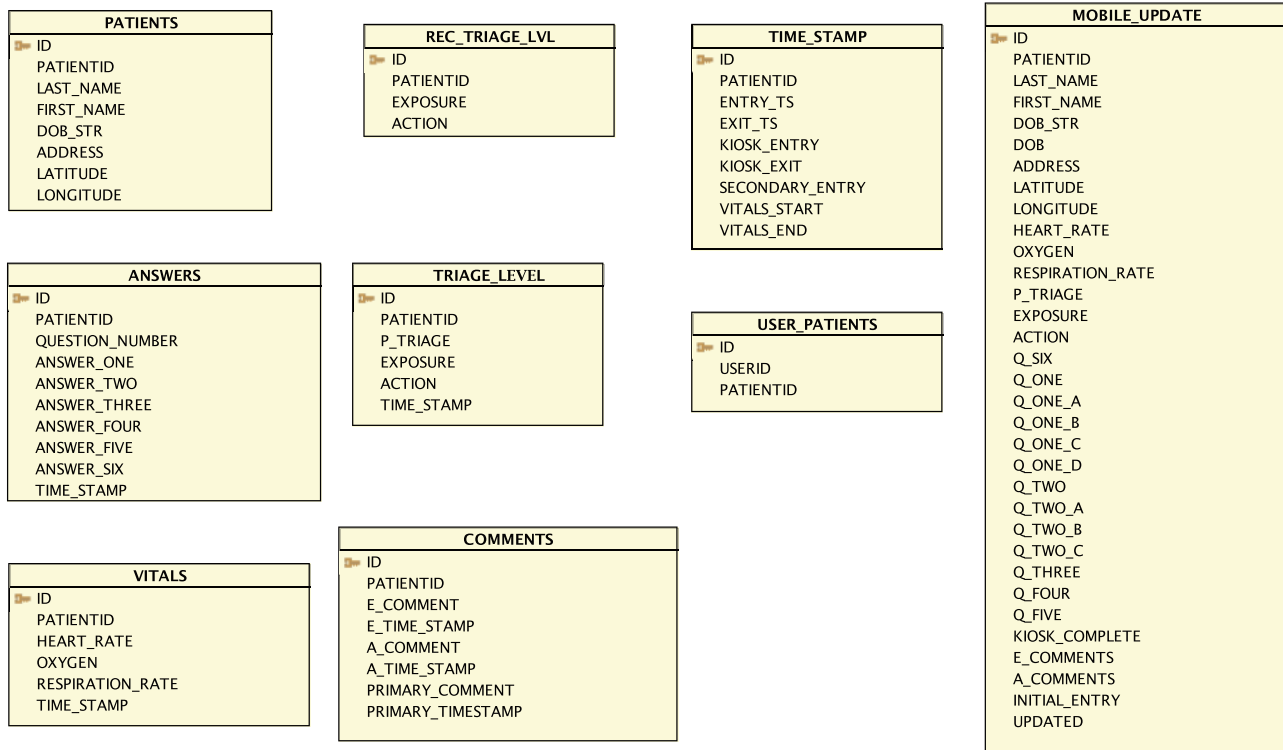 PATIENTS
ID
PATIENTID
LAST_NAME
FIRST_NAME
DOB_STR
ADDRESS
LATITUDE
LONGITUDE
REC_TRIAGE_LVL
ID
PATIENTID
EXPOSURE
ACTION
TIME_STAMP
ID
PATIENTID
ENTRY_TS
EXIT_TS
KIOSK_ENTRY
KIOSK_EXIT
SECONDARY_ENTRY
VITALS_START
VITALS_END
MOBILE_UPDATE
ID
PATIENTID
LAST_NAME
FIRST_NAME
DOB_STR
DOB
ADDRESS
LATITUDE
LONGITUDE
HEART_RATE
OXYGEN
RESPIRATION_RATE
P_TRIAGE
EXPOSURE
ACTION
Q_SIX
Q_ONE
Q_ONE_A
Q_ONE_B
Q_ONE_C
Q_ONE_D
Q_TWO
Q_TWO_A
Q_TWO_B
Q_TWO_C
Q_THREE
Q_FOUR
Q_FIVE
KIOSK_COMPLETE
E_COMMENTS
A_COMMENTS
INITIAL_ENTRY
UPDATED
ANSWERS
ID
PATIENTID
QUESTION_NUMBER
ANSWER_ONE
ANSWER_TWO
ANSWER_THREE
ANSWER_FOUR
ANSWER_FIVE
ANSWER_SIX
TIME_STAMP
TRIAGE_LEVEL
ID
PATIENTID
P_TRIAGE
EXPOSURE
ACTION
TIME_STAMP
USER_PATIENTS
ID
USERID
PATIENTID
VITALS
ID
PATIENTID
HEART_RATE
OXYGEN
RESPIRATION_RATE
TIME_STAMP
COMMENTS
ID
PATIENTID
E_COMMENT
E_TIME_STAMP
A_COMMENT
A_TIME_STAMP
PRIMARY_COMMENT
PRIMARY_TIMESTAMP